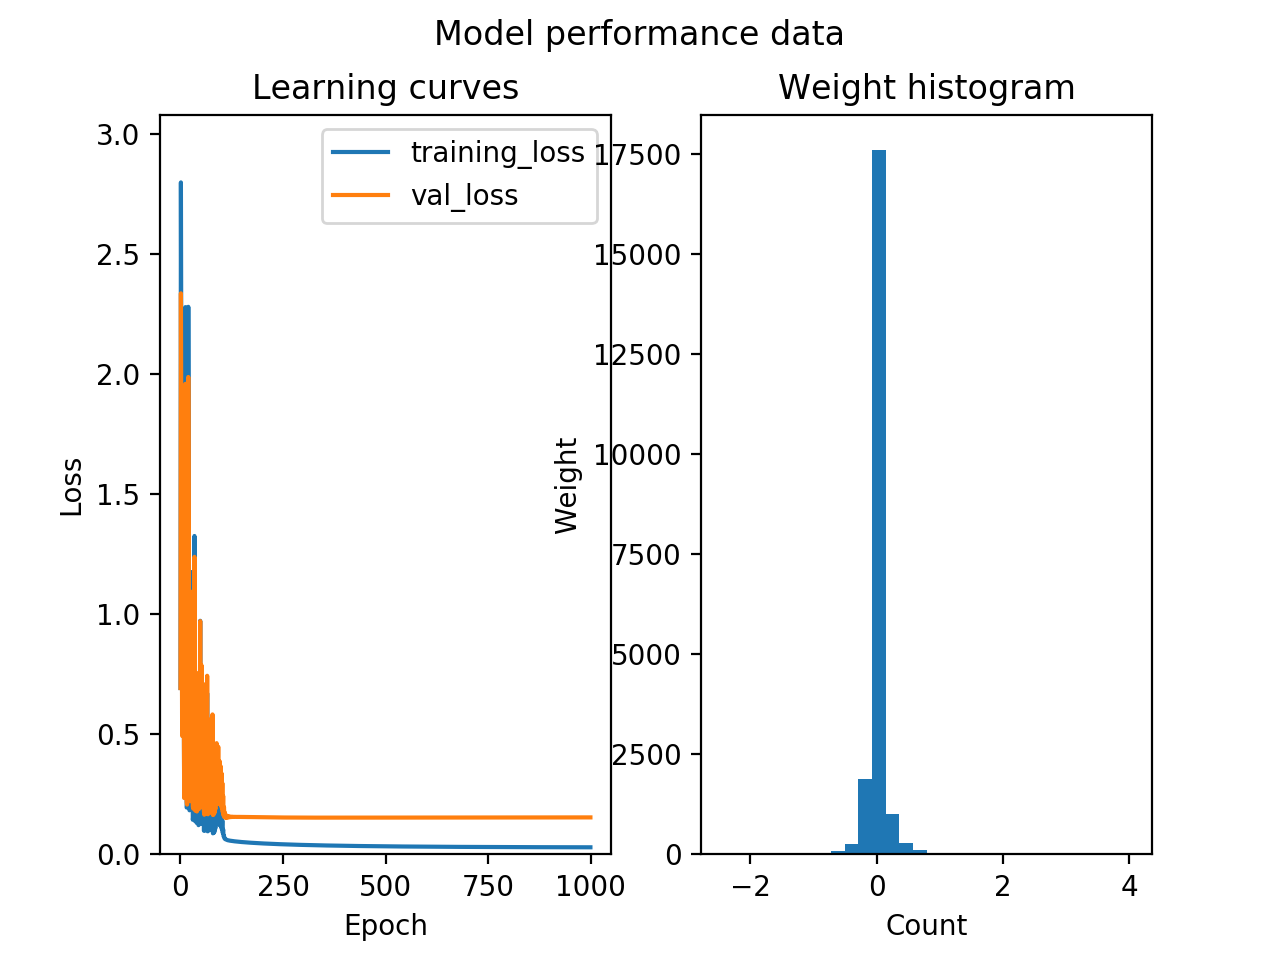 Model performance data
Learning curves
3.0
2.5
2.0
1.5
1.0
0.5
0.0
Loss
training_loss
val_loss
0 250 500 750 1000
Epoch
Weight histogram
17500
15000
12500
10000
7500
5000
2500
0
Weight
−2 0 2 4
Count